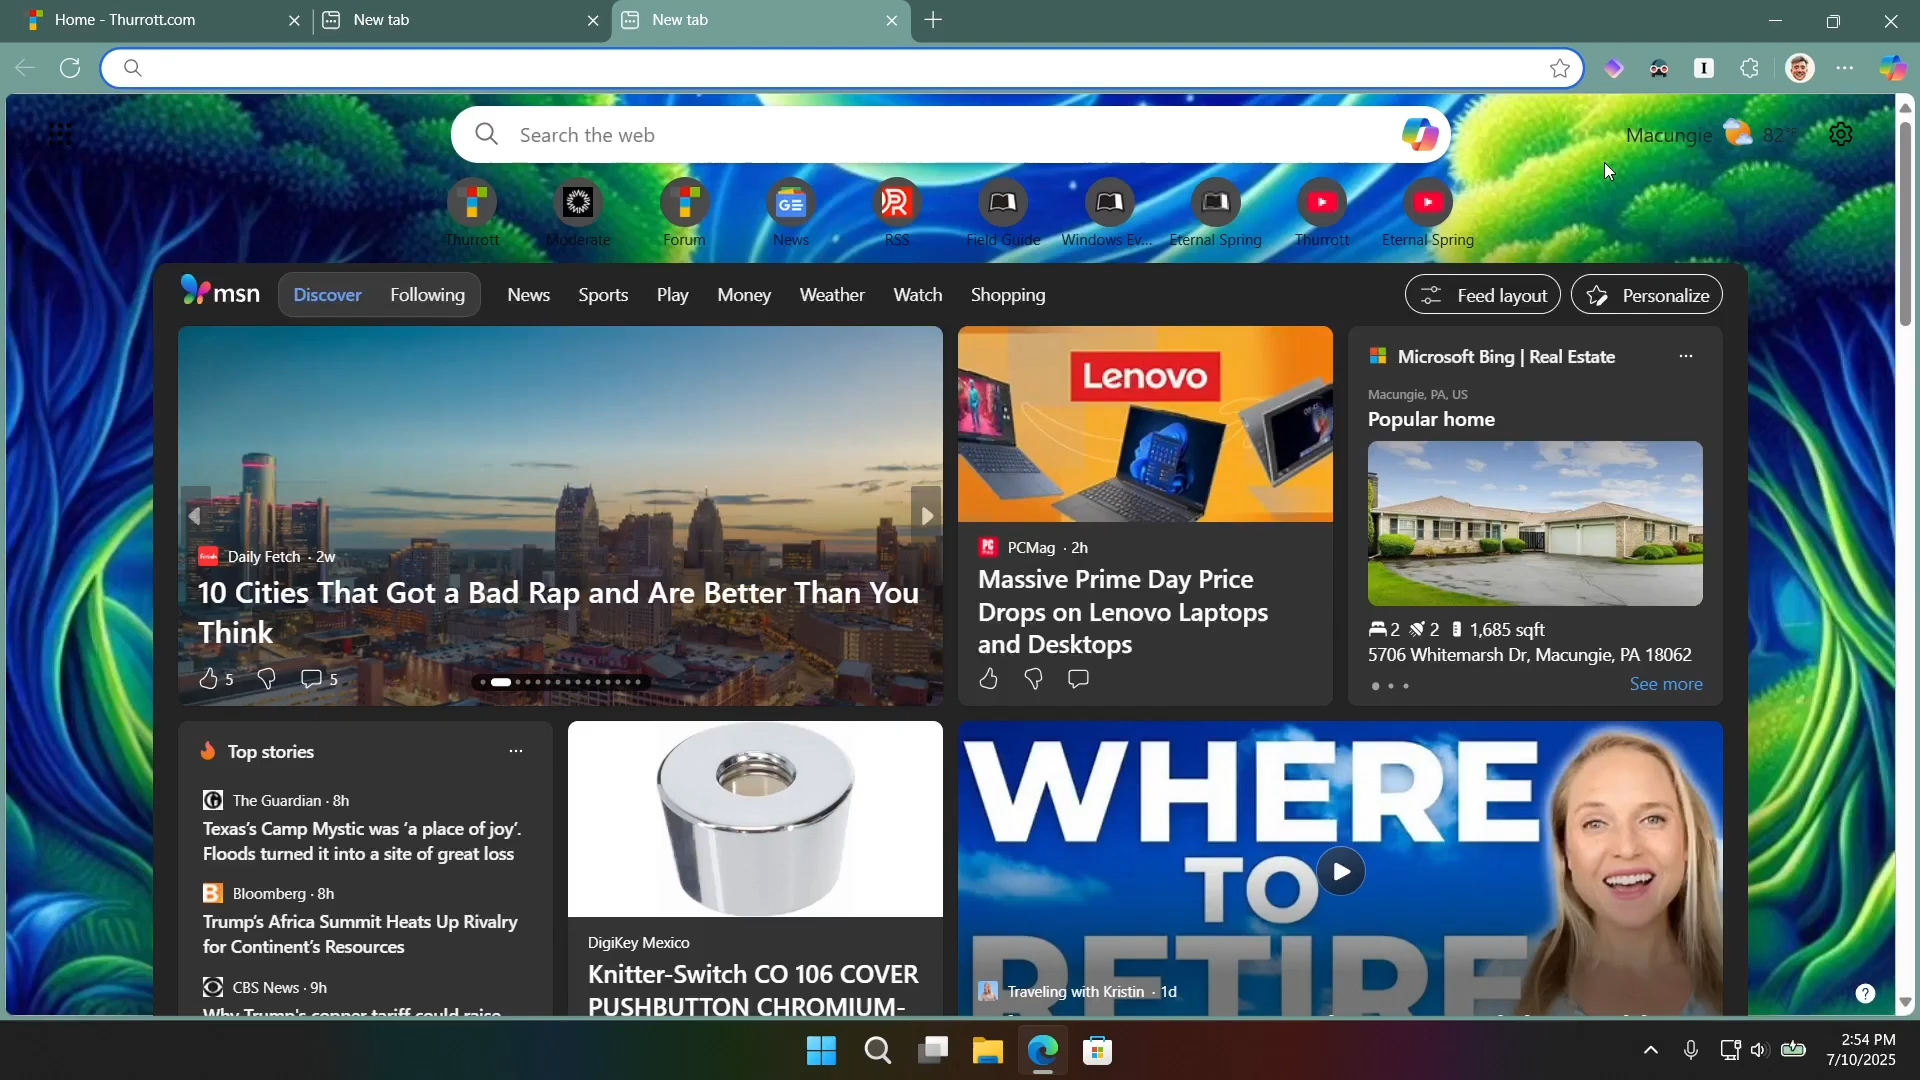 Home - Thurrott.com
New tab
New tab
Search the web
Macungie 82°F
Thurrott
Moderate
Forum
News
RSS
Field Guide
Windows Ev...
Eternal Spring
Thurrott
Eternal Spring
msn
Discover
Following
News
Sports
Play
Money
Weather
Watch
Shopping
Feed layout
Personalize
Daily Fetch · 2w
10 Cities That Got a Bad Rap and Are Better Than You
Think
5
5
Lenovo
PCMag · 2h
Massive Prime Day Price
Drops on Lenovo Laptops
and Desktops
Microsoft Bing | Real Estate
Macungie, PA, US
Popular home
2 2 1,685 sqft
5706 Whitemarsh Dr, Macungie, PA 18062
See more
Top stories
The Guardian · 8h
Texas's Camp Mystic was ‘a place of joy’.
Floods turned it into a site of great loss
Bloomberg · 8h
Trump's Africa Summit Heats Up Rivalry
for Continent's Resources
CBS News · 9h
Why Trump's copper tariff could raise
DigiKey Mexico
Knitter-Switch CO 106 COVER
PUSHBUTTON CHROMIUM-
WHERE
TO
RETIRE
Traveling with Kristin · 1d
2:54 PM
7/10/2025